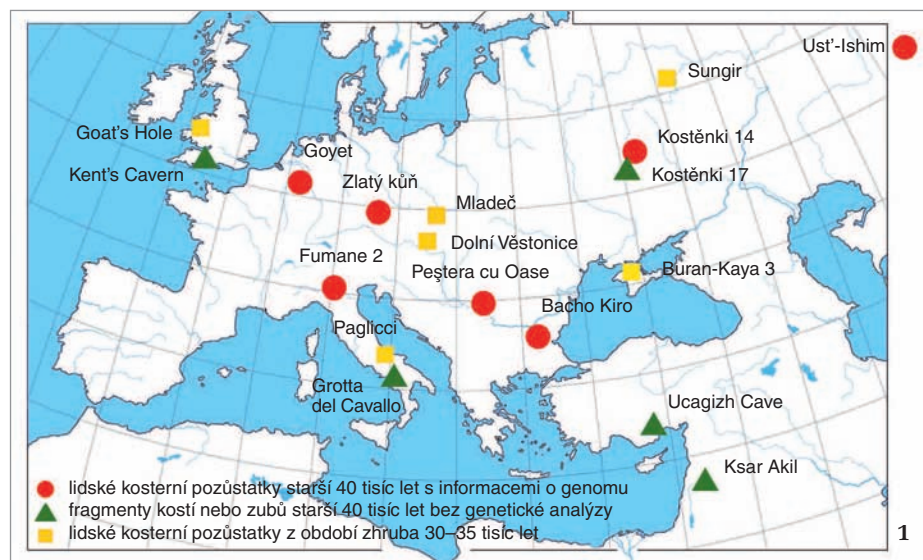 Ust'-Ishim
Sungir
Goat's Hole
Kostěnki 14
Goyet
Kent's Cavern
Kostěnki 17
Zlatý kůň
Mladeč
Dolní Věstonice
Fumane 2
Peştera cu Oase
Buran-Kaya 3
Bacho Kiro
Paglicci
Grotta
del Cavallo
Ucagizh Cave
Ksar Akil
lidské kosterní pozůstatky starší 40 tisíc let s informacemi o genomu
fragmenty kostí nebo zubů starší 40 tisíc let bez genetické analýzy
lidské kosterní pozůstatky z období zhruba 30–35 tisíc let
1